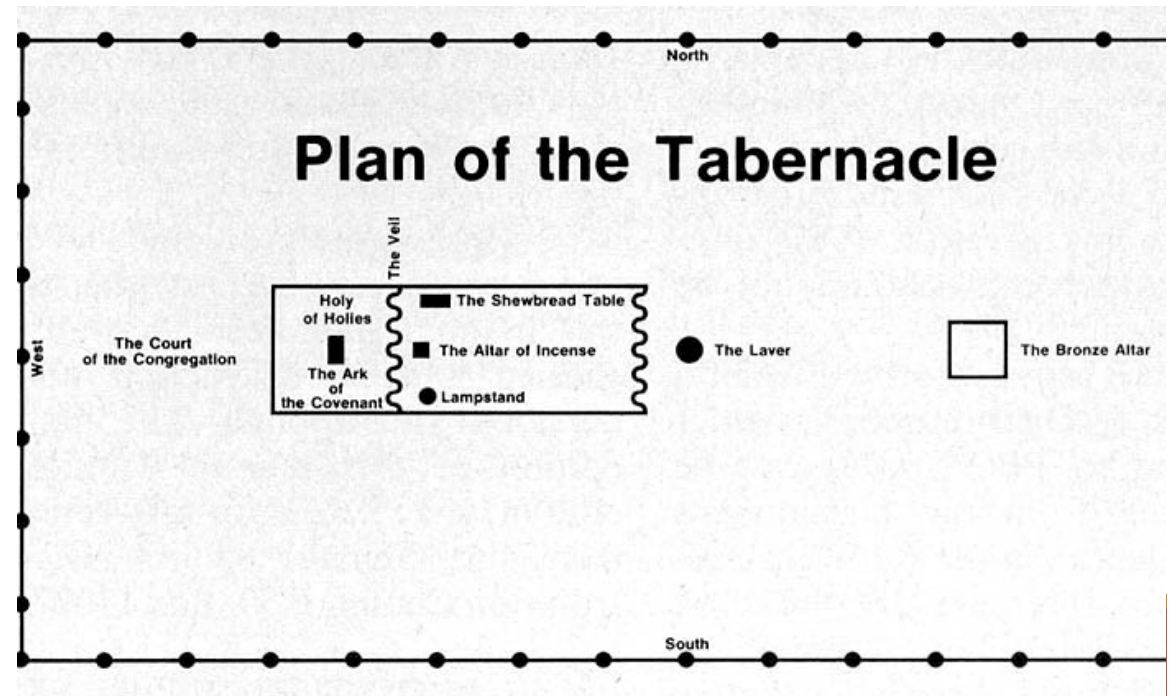 North
Plan of the Tabernacle
The Veil
Holy
of Holies
The Shewbread Table
West
The Court
of the Congregation
The Altar of Incense
The Laver
The Bronze Altar
The Ark
of
the Covenant
Lampstand
South